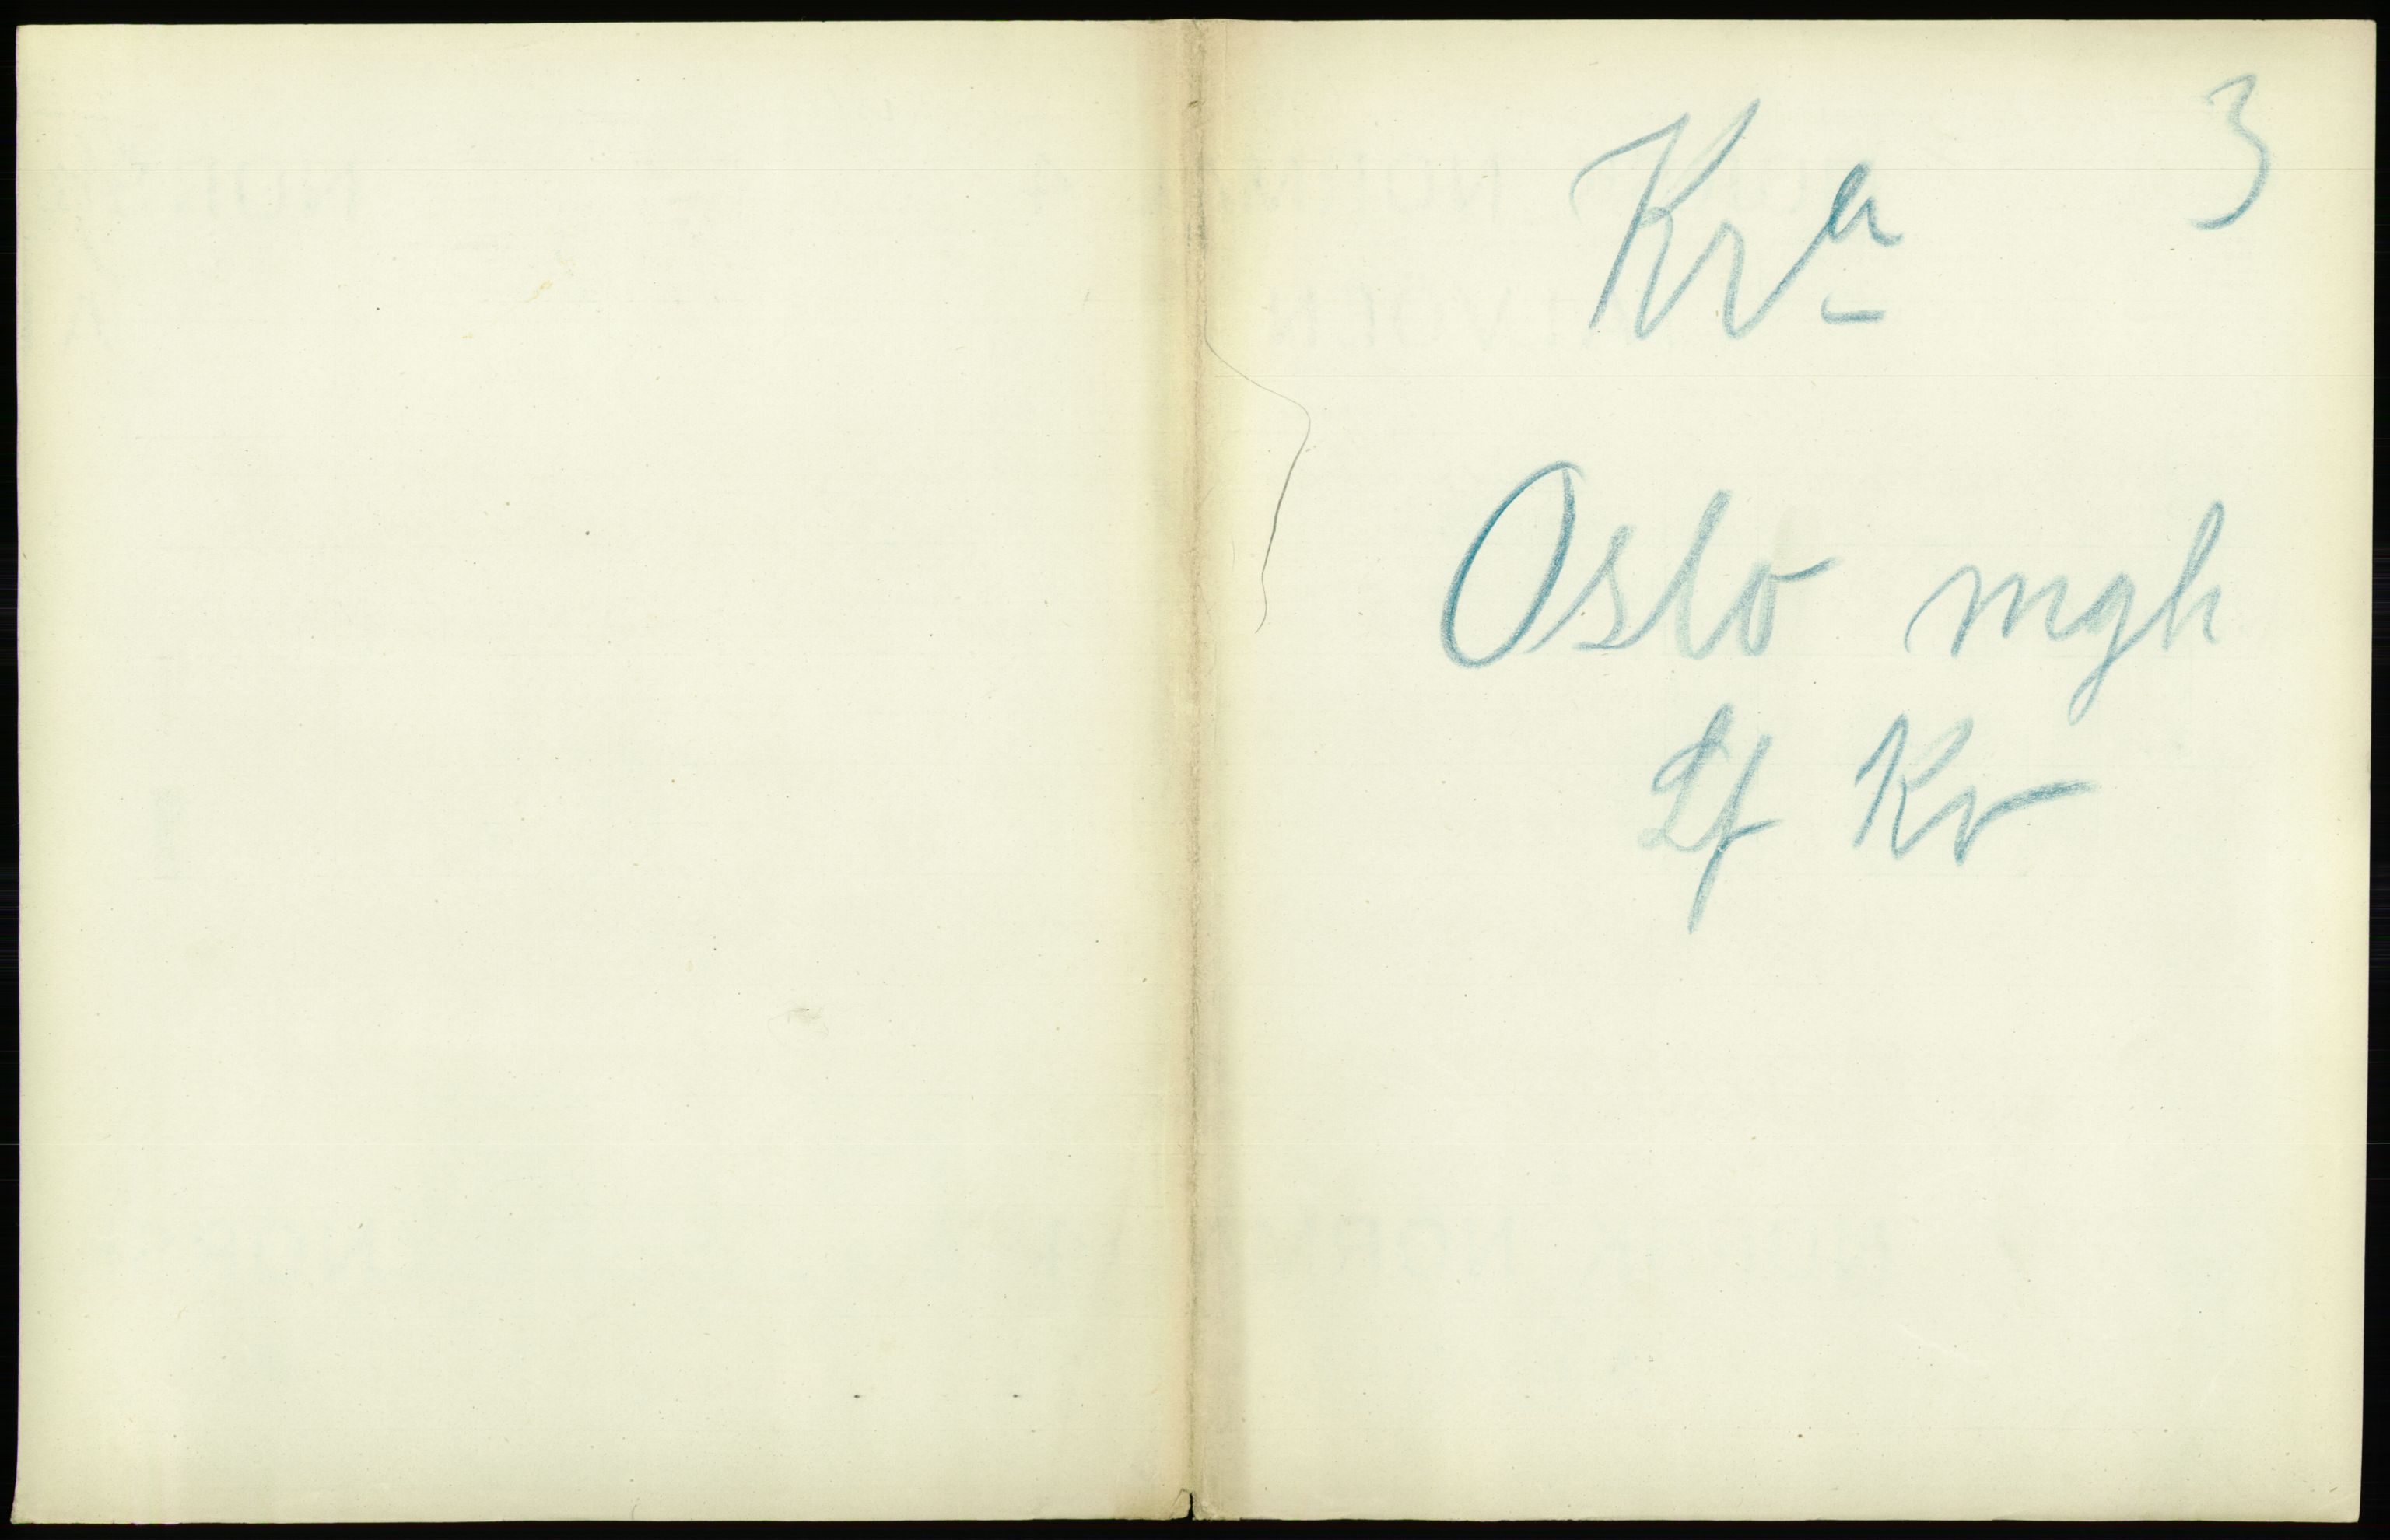 3
Kra
Oslo mgh
Lf Kr